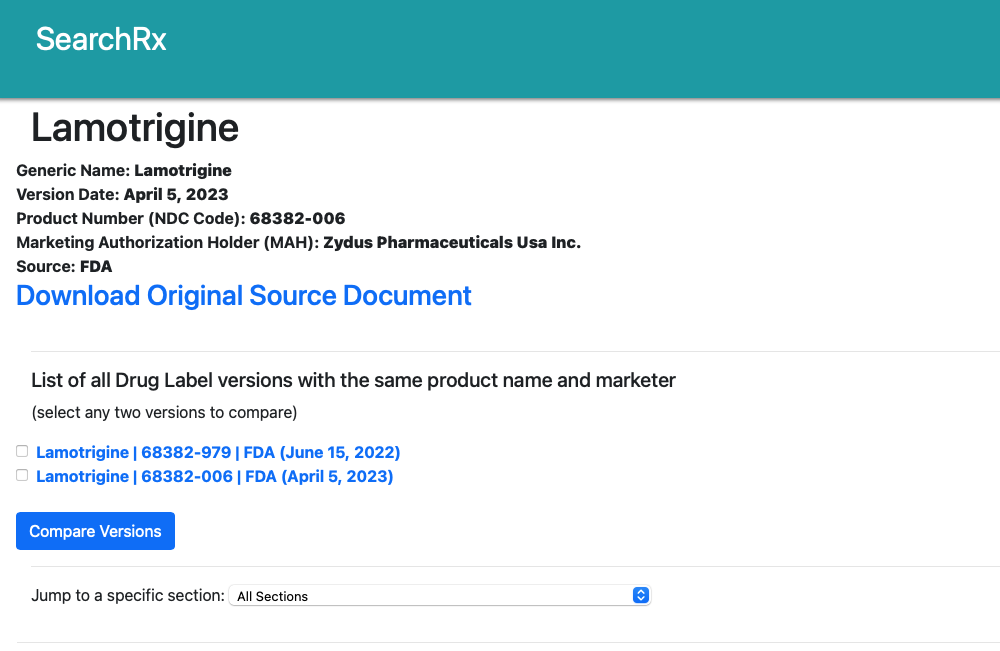 SearchRx
Lamotrigine
Generic Name: Lamotrigine
Version Date: April 5, 2023
Product Number (NDC Code): 68382-006
Marketing Authorization Holder (MAH): Zydus Pharmaceuticals Usa Inc.
Source: FDA
Download Original Source Document
List of all Drug Label versions with the same product name and marketer
(select any two versions to compare)
Lamotrigine | 68382-979 | FDA (June 15, 2022)
Lamotrigine | 68382-006 | FDA (April 5, 2023)
Compare Versions
Jump to a specific section: All Sections